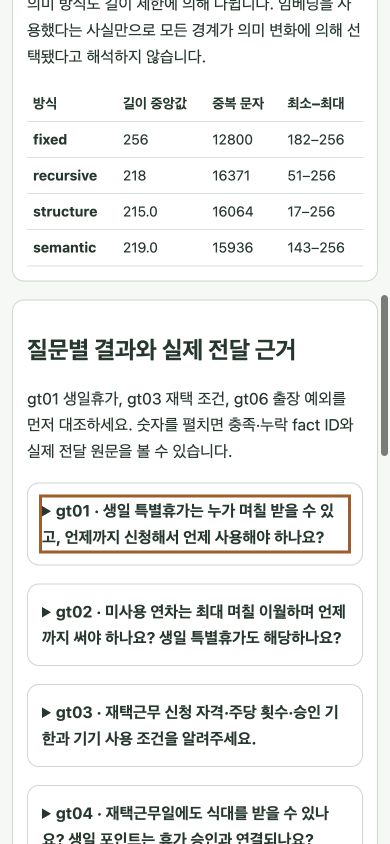 의미 방식도 길이 제한에 의해 나뉩니다. 임베딩을 사
용했다는 사실만으로 모든 경계가 의미 변화에 의해 선
택됐다고 해석하지 않습니다.
방식 길이 중앙값 중복 문자 최소–최대
fixed 256 12800 182–256
recursive 218 16371 51–256
structure 215.0 16064 17–256
semantic 219.0 15936 143–256
질문별 결과와 실제 전달 근거
gt01 생일휴가, gt03 재택 조건, gt06 출장 예외를
먼저 대조하세요. 숫자를 펼치면 충족·누락 fact ID와
실제 전달 원문을 볼 수 있습니다.
▶ gt01 · 생일 특별휴가는 누가 며칠 받을 수 있
고, 언제까지 신청해서 언제 사용해야 하나요?
▶ gt02 · 미사용 연차는 최대 며칠 이월하며 언제
까지 써야 하나요? 생일 특별휴가도 해당하나요?
▶ gt03 · 재택근무 신청 자격·주당 횟수·승인 기
한과 기기 사용 조건을 알려주세요.
▶ gt04 · 재택근무일에도 식대를 받을 수 있나
요? 생일 포인트는 휴가 승인과 연결되나요?